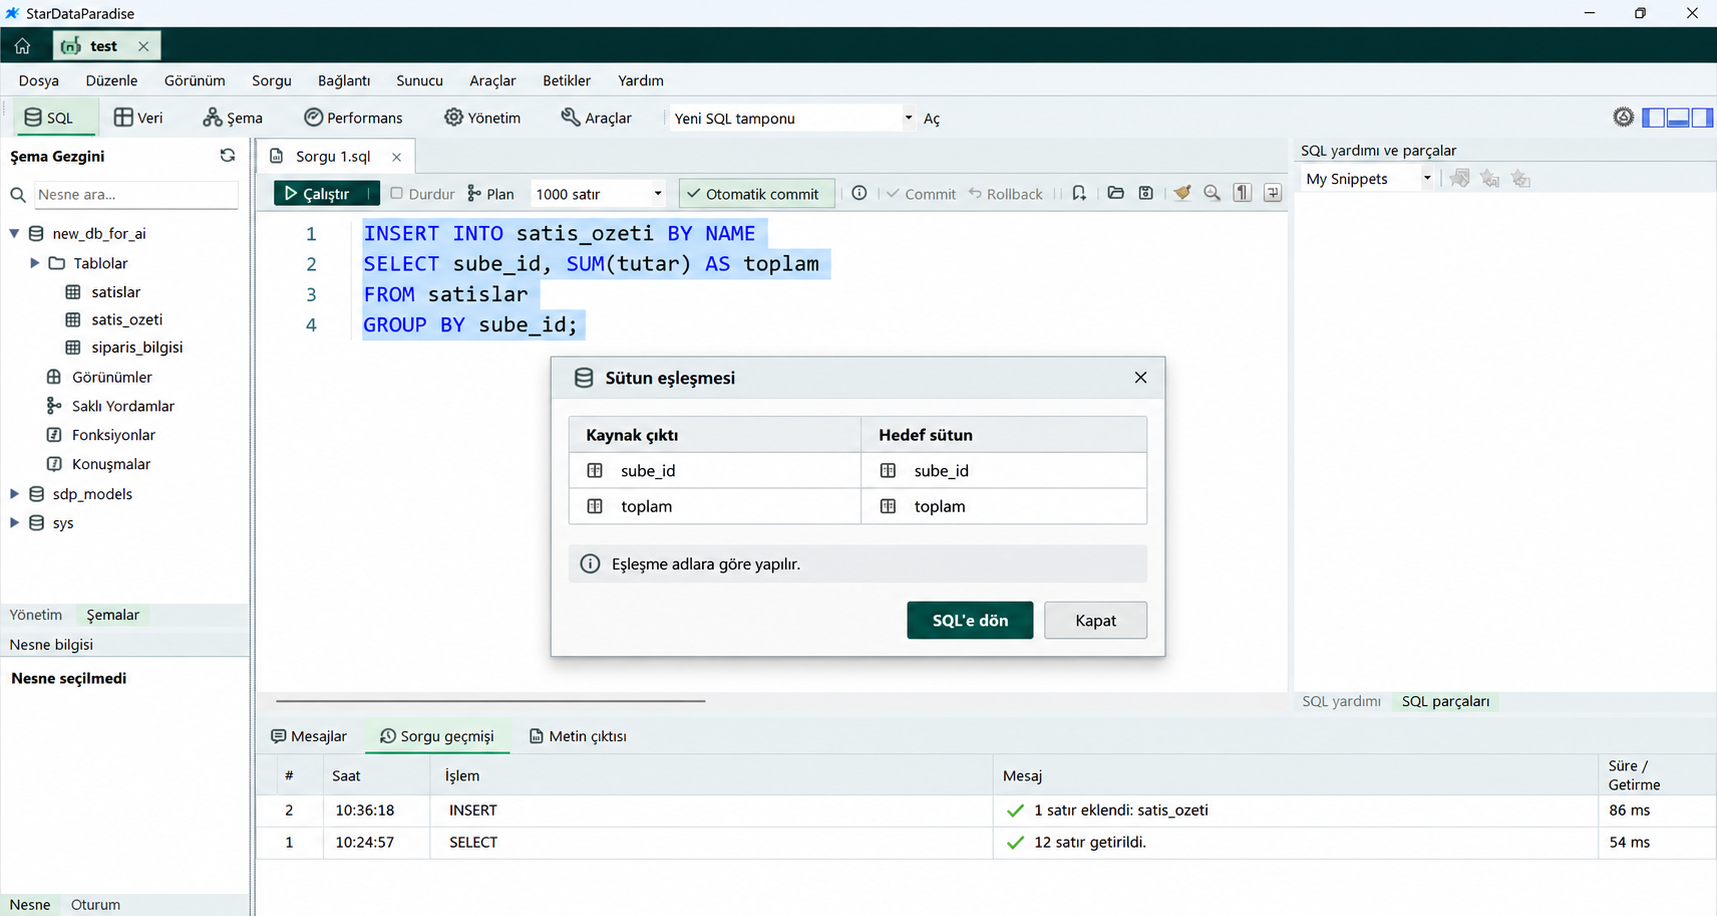 StarDataParadise
test
Dosya Düzenle Görünüm Sorgu Bağlantı Sunucu Araçlar Betikler Yardım
SQL Veri Şema Performans Yönetim Araçlar Yeni SQL tamponu Aç
Şema Gezgini
Nesne ara...
new_db_for_ai
Tablolar
satislar
satis_ozeti
siparis_bilgisi
Görünümler
Saklı Yordamlar
Fonksiyonlar
Konuşmalar
sdp_models
sys
Yönetim Şemalar
Nesne bilgisi
Nesne seçilmedi
Nesne Oturum
Sorgu 1.sql
Çalıştır Durdur Plan 1000 satır Otomatik commit Commit Rollback
1 INSERT INTO satis_ozeti BY NAME
2 SELECT sube_id, SUM(tutar) AS toplam
3 FROM satislar
4 GROUP BY sube_id;
Sütun eşleşmesi
Kaynak çıktı Hedef sütun
sube_id sube_id
toplam toplam
Eşleşme adlara göre yapılır.
SQL'e dön Kapat
SQL yardımı ve parçalar
My Snippets
SQL yardımı SQL parçaları
Mesajlar Sorgu geçmişi Metin çıktısı
# Saat İşlem Mesaj Süre /
Getirme
2 10:36:18 INSERT 1 satır eklendi: satis_ozeti 86 ms
1 10:24:57 SELECT 12 satır getirildi. 54 ms